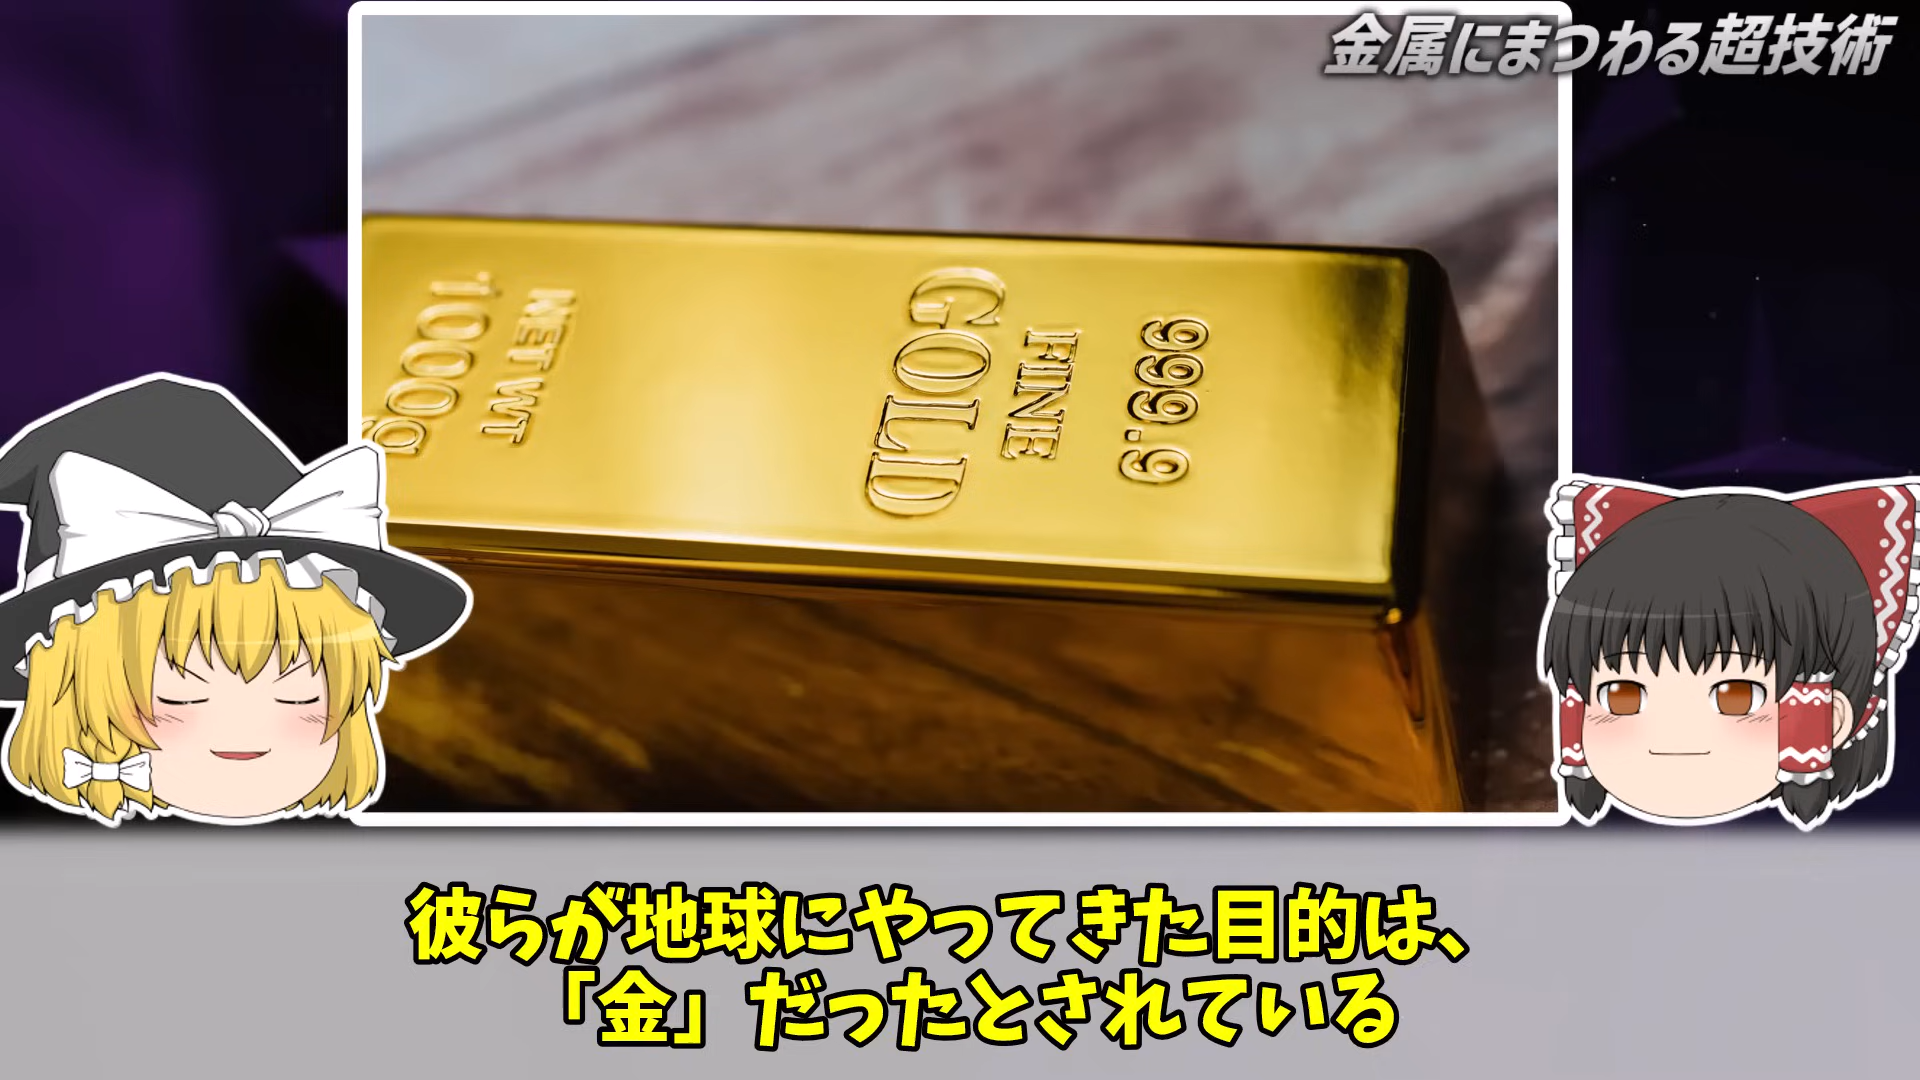 金属にまつわる超技術
NET WT
1000g
999.9
FINE
GOLD
彼らが地球にやってきた目的は、
「金」だったとされている